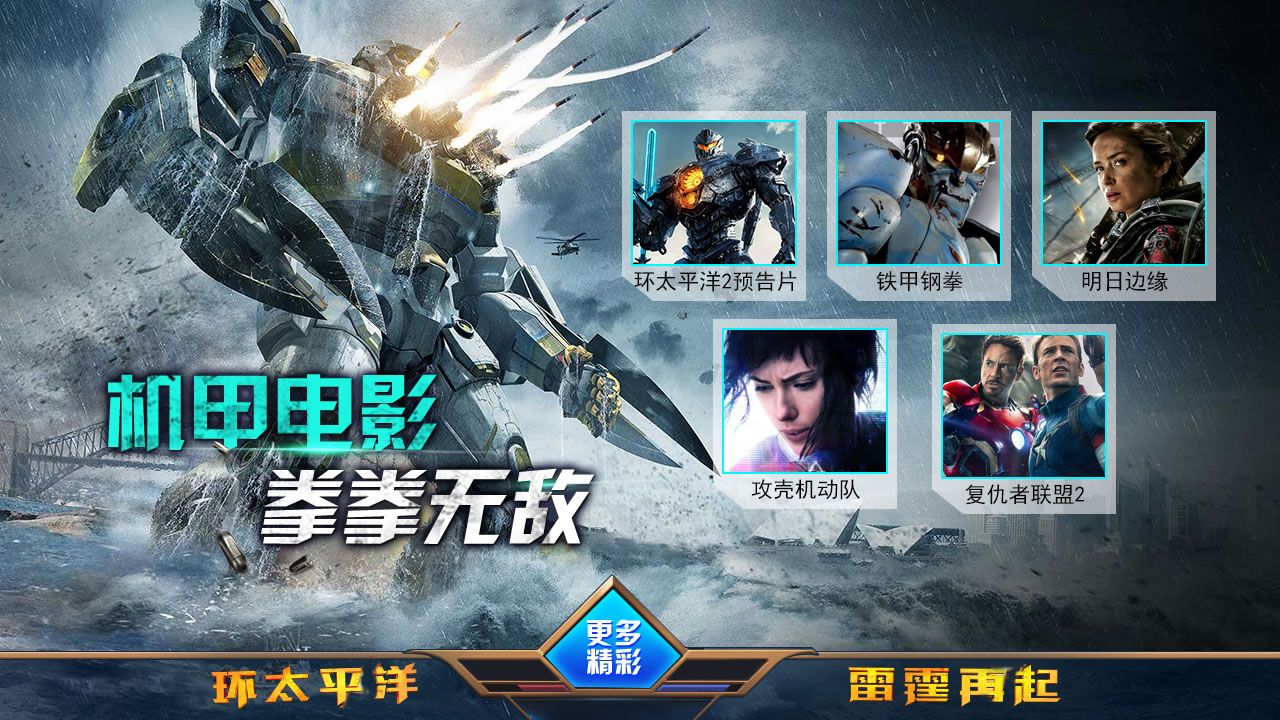 环太平洋2预告片
铁甲钢拳
明日边缘
机甲电影
拳拳无敌
攻壳机动队
复仇者联盟2
更多
精彩
环太平洋
雷霆再起